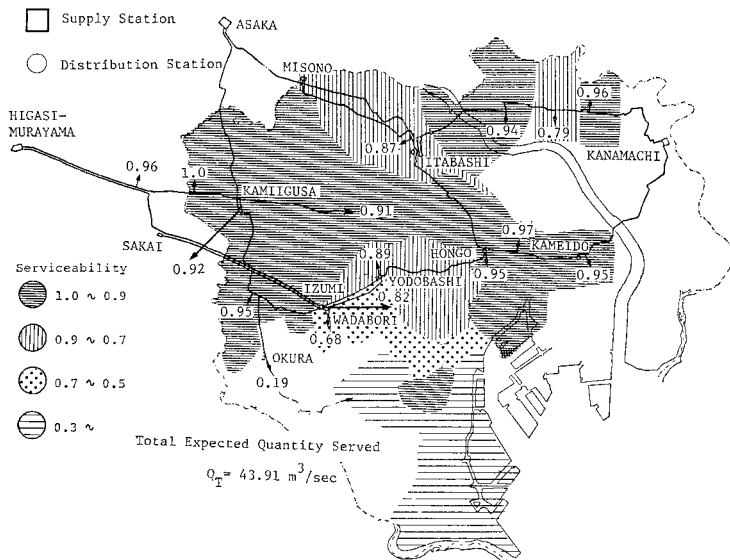 Supply Station
ASAKA
Distribution Station
MISONO
HIGASI-
MURAYAMA
0.96
0.96
0.94
0.79
0.87
ITABASHI
KANAMACHI
1.0
KAMIIGUSA
0.91
SAKAI
0.97
0.92
0.89
HONGO
KAMEIDO
Serviceability
1.0 ~ 0.9
IZUMI
YODOBASHI
0.95
0.95
0.95
0.82
WADABORI
0.9 ~ 0.7
0.68
OKURA
0.7 ~ 0.5
0.19
0.3 ~
Total Expected Quantity Served
Q_T = 43.91 m³/sec